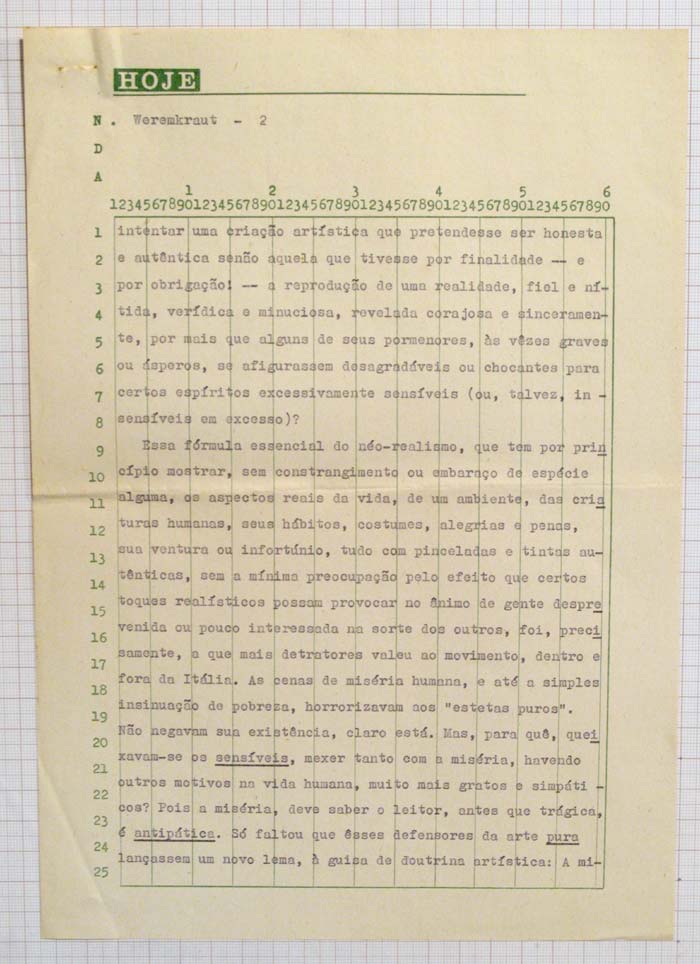 HOJE
N. Weremkraut - 2
D
A
1 2 3 4 5 6
123456789012345678901234567890123456789012345678901234567890
1 intentar uma criação artística que pretendesse ser honesta
2 e autêntica senão aquela que tivesse por finalidade -- e
3 por obrigação! -- a reprodução de uma realidade, fiel e ní-
4 tida, verídica e minuciosa, revelada corajosa e sinceramen-
5 te, por mais que alguns de seus pormenores, às vêzes graves
6 ou ásperos, se afigurassem desagradáveis ou chocantes para
7 certos espíritos excessivamente sensíveis (ou, talvez, in -
8 sensíveis em excesso)?
9 Essa fórmula essencial do néo-realismo, que tem por prin
10 cípio mostrar, sem constrangimento ou embaraço de espécie
11 alguma, os aspectos reais da vida, de um ambiente, das cria
12 turas humanas, seus hábitos, costumes, alegrias e penas,
13 sua ventura ou infortúnio, tudo com pinceladas e tintas au-
14 tênticas, sem a mínima preocupação pelo efeito que certos
15 toques realísticos possam provocar no ânimo de gente despre
16 venida ou pouco interessada na sorte dos outros, foi, preci
17 samente, a que mais detratores valeu ao movimento, dentro e
18 fora da Itália. As cenas de miséria humana, e até a simples
19 insinuação de pobreza, horrorizavam aos "estetas puros".
20 Não negavam sua existência, claro está. Mas, para quê, quei
21 xavam-se os sensíveis, mexer tanto com a miséria, havendo
22 outros motivos na vida humana, muito mais gratos e simpáti -
23 cos? Pois a miséria, deve saber o leitor, antes que trágica,
24 é antipática. Só faltou que êsses defensores da arte pura
25 lançassem um novo lema, à guisa de doutrina artística: A mi-